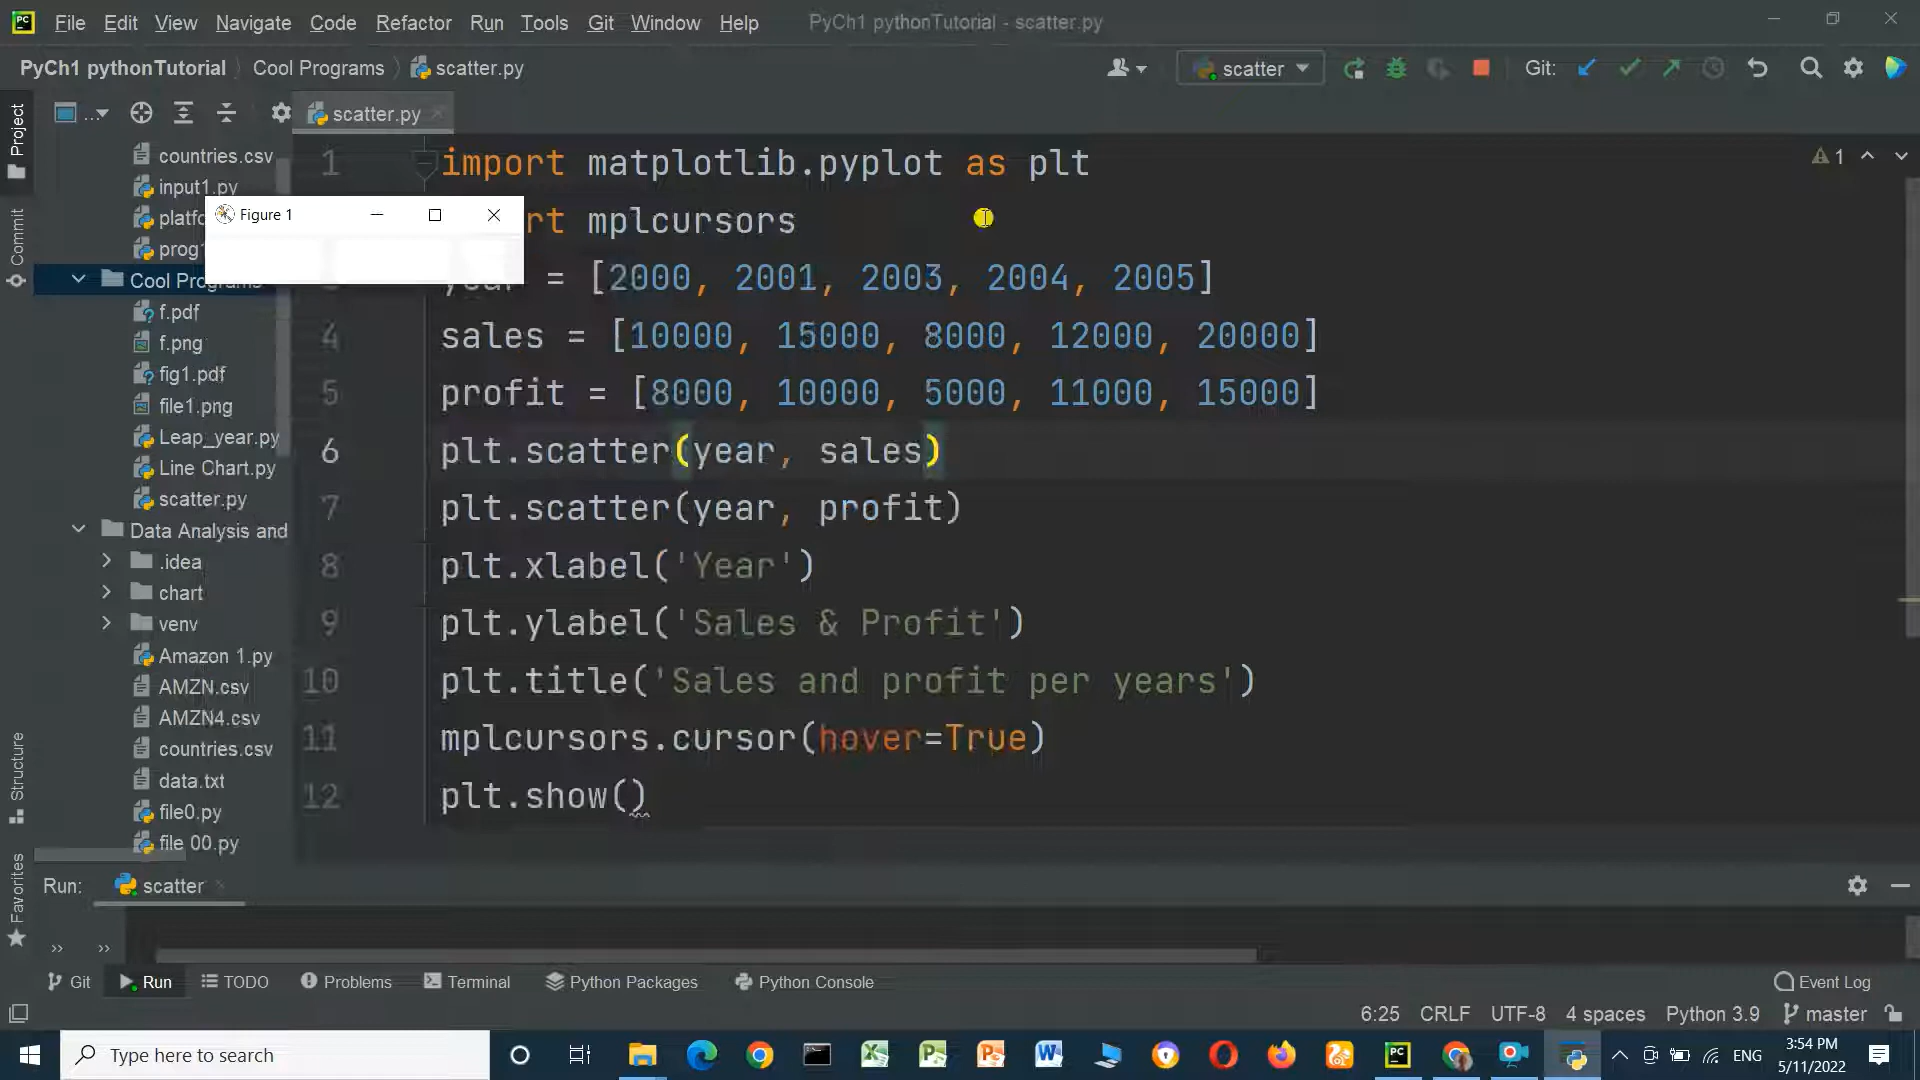 File Edit View Navigate Code Refactor Run Tools Git Window Help PyCh1 pythonTutorial - scatter.py
PyCh1 pythonTutorial Cool Programs scatter.py scatter Git:
Project ... scatter.py
countries.csv
input1.py
prog
Figure 1
Commit
Cool Programs
f.pdf
f.png
fig1.pdf
file1.png
Leap_year.py
Line Chart.py
scatter.py
Data Analysis and
.idea
chart
venv
Amazon 1.py
AMZN.csv
AMZN4.csv
countries.csv
data.txt
file0.py
file 00.py
Structure
Favorites
1 import matplotlib.pyplot as plt
rt mplcursors
year = [2000, 2001, 2003, 2004, 2005]
4 sales = [10000, 15000, 8000, 12000, 20000]
5 profit = [8000, 10000, 5000, 11000, 15000]
6 plt.scatter(year, sales)
7 plt.scatter(year, profit)
8 plt.xlabel('Year')
9 plt.ylabel('Sales & Profit')
10 plt.title('Sales and profit per years')
11 mplcursors.cursor(hover=True)
12 plt.show()
1
Run: scatter
Git Run TODO Problems Terminal Python Packages Python Console Event Log
6:25 CRLF UTF-8 4 spaces Python 3.9 master
Type here to search
ENG
3:54 PM
5/11/2022